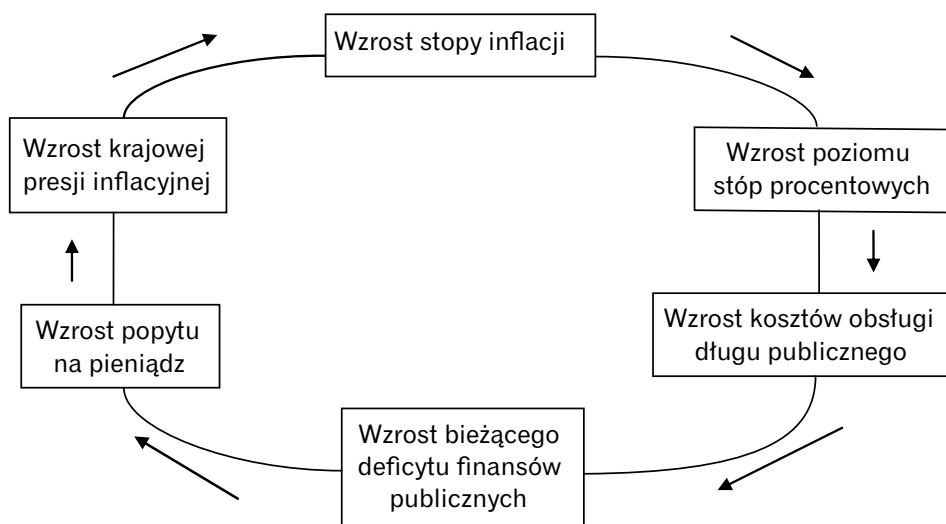 Wzrost stopy inflacji
Wzrost krajowej
presji inflacyjnej
Wzrost poziomu
stóp procentowych
Wzrost popytu
na pieniądz
Wzrost kosztów obsługi
długu publicznego
Wzrost bieżącego
deficytu finansów
publicznych